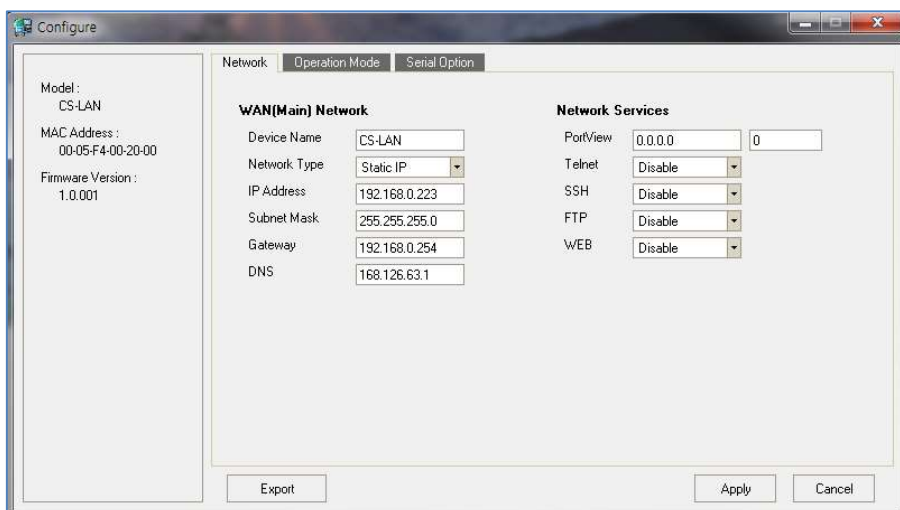 Configure
Model :
CS-LAN
MAC Address :
00-05-F4-00-20-00
Firmware Version :
1.0.001
Network
Operation Mode
Serial Option
WAN(Main) Network
Device Name CS-LAN
Network Type Static IP
IP Address 192.168.0.223
Subnet Mask 255.255.255.0
Gateway 192.168.0.254
DNS 168.126.63.1
Network Services
PortView 0.0.0.0 0
Telnet Disable
SSH Disable
FTP Disable
WEB Disable
Export
Apply
Cancel